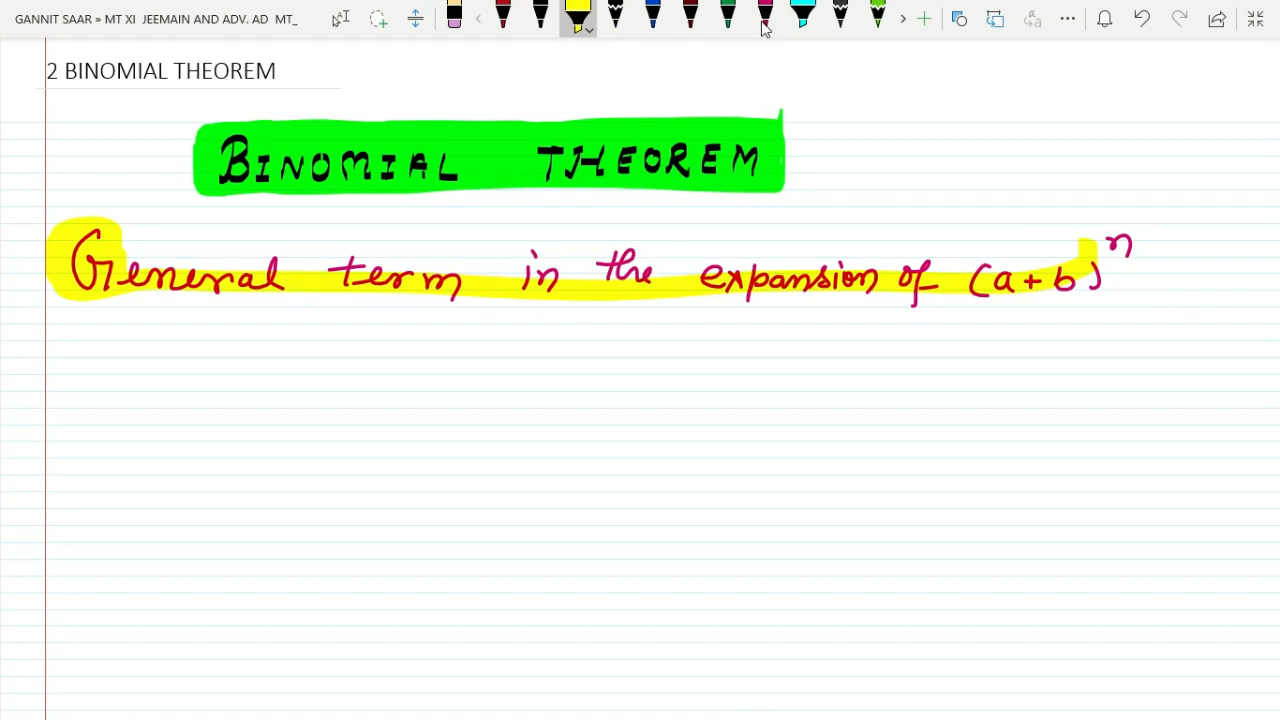 GANNIT SAAR » MT XI JEEMAIN AND ADV. AD MT_
2 BINOMIAL THEOREM
BINOMIAL THEOREM
General term in the expansion of (a+b)^n